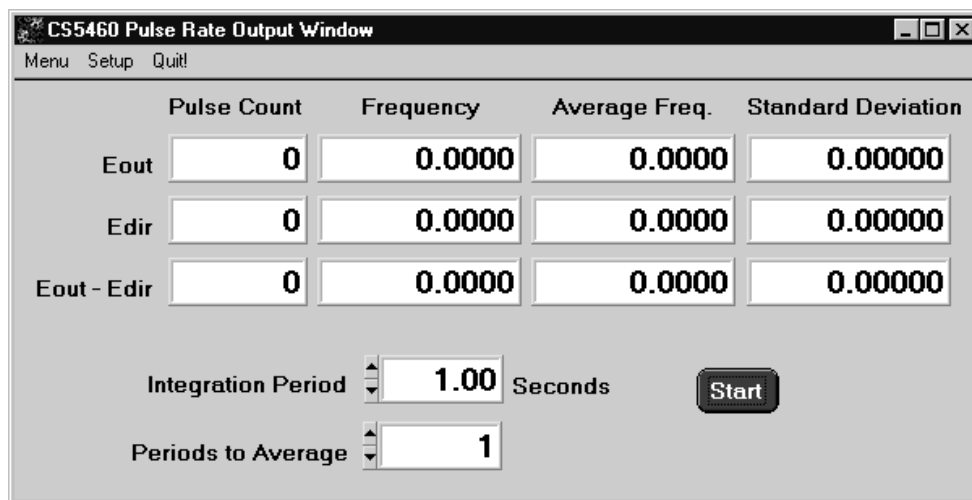 CS5460 Pulse Rate Output Window
Menu Setup Quit!
Pulse Count Frequency Average Freq. Standard Deviation
Eout 0 0.0000 0.0000 0.00000
Edir 0 0.0000 0.0000 0.00000
Eout - Edir 0 0.0000 0.0000 0.00000
Integration Period 1.00 Seconds Start
Periods to Average 1